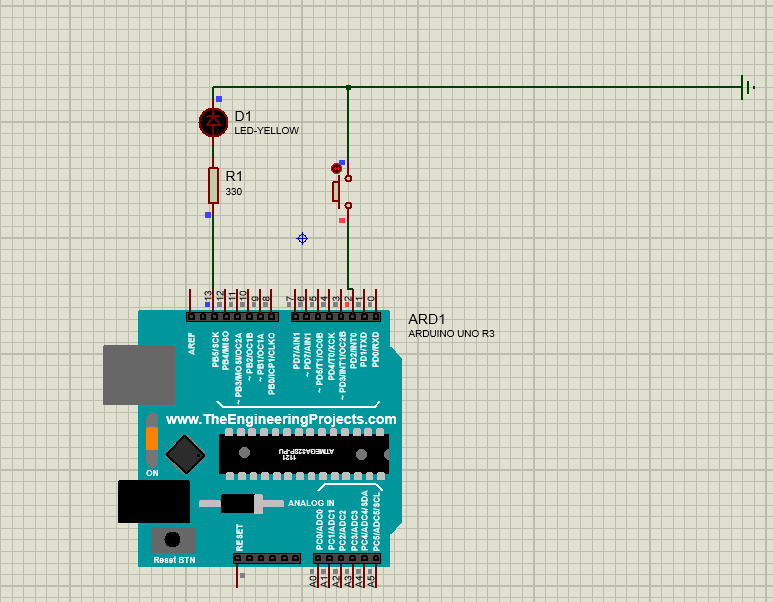 D1
LED-YELLOW
R1
330
13
12
11
10
9
8
7
6
5
4
3
2
1
0
ARD1
ARDUINO UNO R3
AREF
PB5/SCK
PB4/MISO
~ PB3/MOSI/OC2A
~ PB2/OC1B
~ PB1/OC1A
PB0/ICP1/CLKO
PD7/AIN1
~ PD7/AIN1
~ PD5/T1/OC0B
PD4/T0/XCK
~ PD3/INT1/OC2B
PD2/INT0
PD1/TXD
PD0/RXD
www.TheEngineeringProjects.com
ATMEGA328P-PU
1121
ON
ANALOG IN
RESET
PC0/ADC0
PC1/ADC1
PC2/ADC2
PC3/ADC3
PC4/ADC4/SDA
PC5/ADC5/SCL
Reset BTN
A0
A1
A2
A3
A4
A5